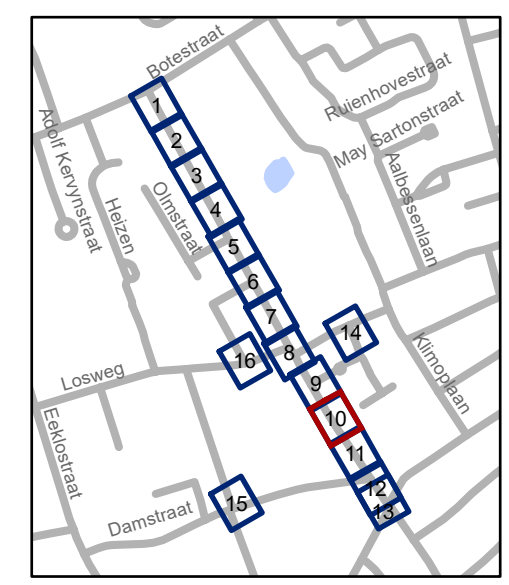 Botestraat
Ruienhovestraat
May Sartonstraat
Adolf Kervynstraat
Aalbessenlaan
Olmstraat
Heizen
Klimoplaan
Losweg
Eeklostraat
Damstraat
1
2
3
4
5
6
7
8
9
10
11
12
13
14
15
16